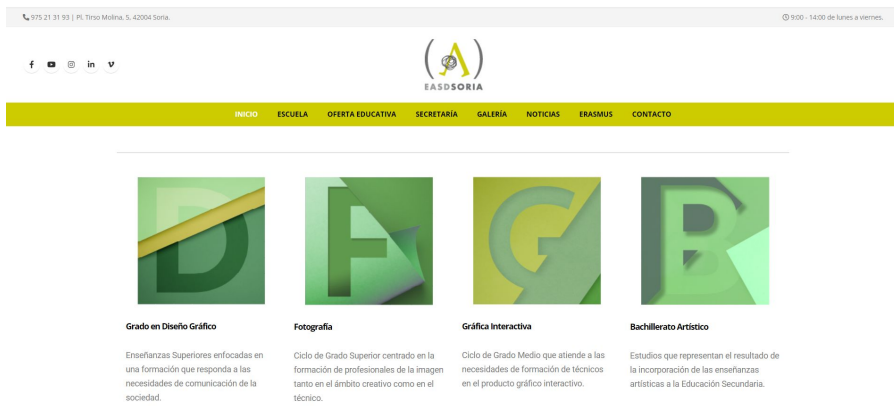 975 21 31 93 | Pl. Tirso Molina, 5, 42004 Soria.
9:00 - 14:00 de lunes a viernes.
(A)
EASDSORIA
INICIO ESCUELA OFERTA EDUCATIVA SECRETARÍA GALERÍA NOTICIAS ERASMUS CONTACTO
D
F
G
B
Grado en Diseño Gráfico
Enseñanzas Superiores enfocadas en
una formación que responda a las
necesidades de comunicación de la
sociedad.
Fotografía
Ciclo de Grado Superior centrado en la
formación de profesionales de la imagen
tanto en el ámbito creativo como en el
técnico.
Gráfica Interactiva
Ciclo de Grado Medio que atiende a las
necesidades de formación de técnicos
en el producto gráfico interactivo.
Bachillerato Artístico
Estudios que representan el resultado de
la incorporación de las enseñanzas
artísticas a la Educación Secundaria.